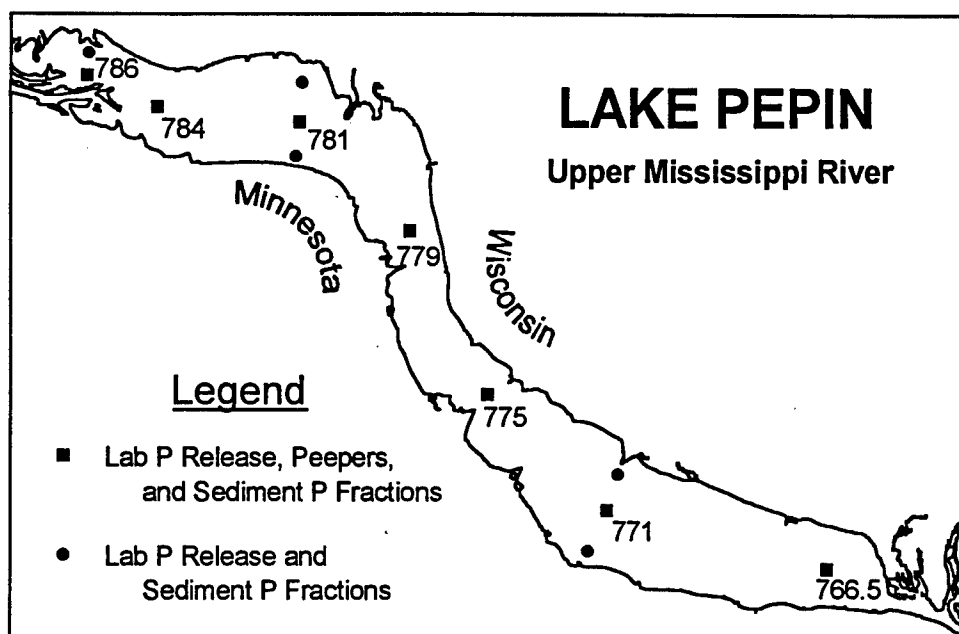 LAKE PEPIN
Upper Mississippi River
786
784
781
Minnesota
779
Wisconsin
775
771
766.5
Legend
Lab P Release, Peepers,
and Sediment P Fractions
Lab P Release and
Sediment P Fractions